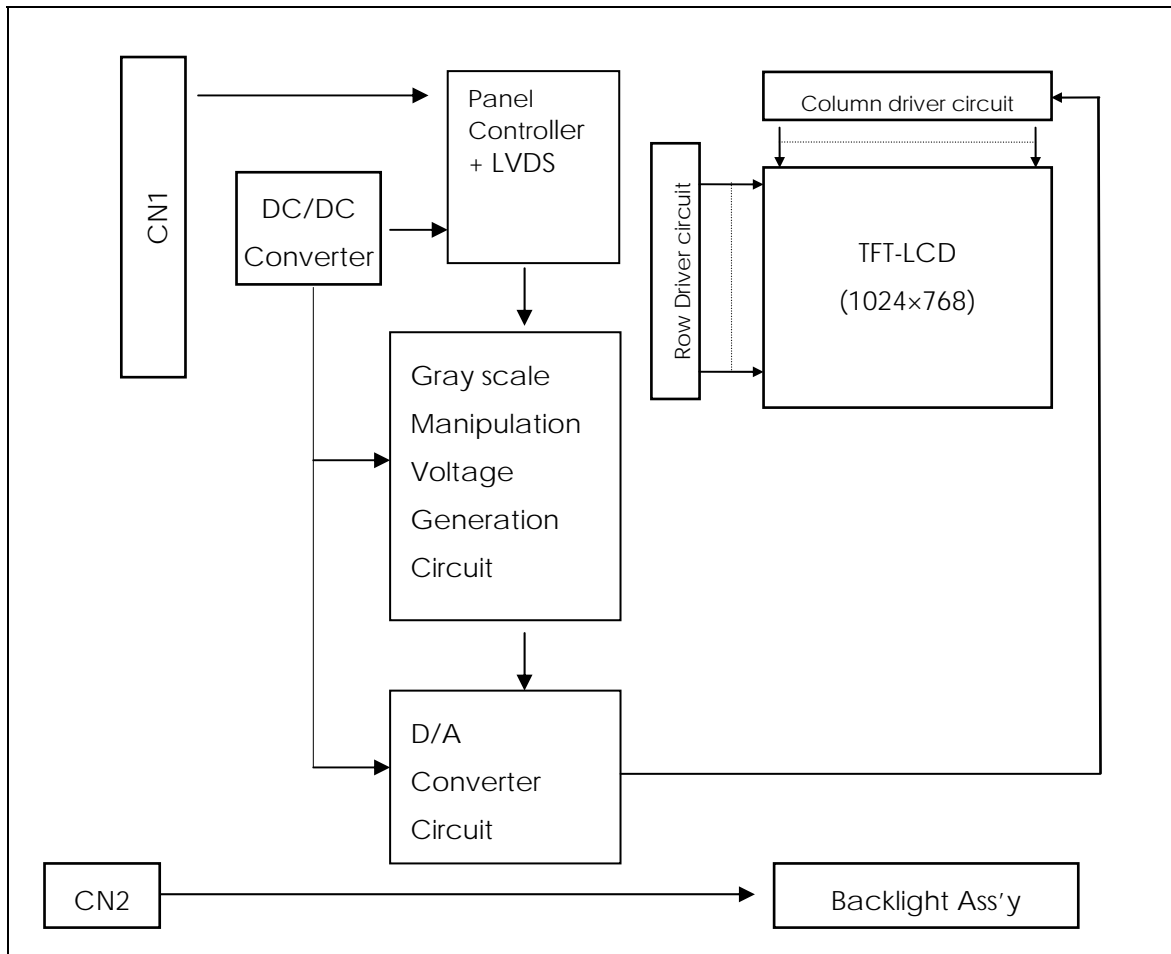 CN1
Panel
Controller
+ LVDS
DC/DC
Converter
Column driver circuit
Row Driver circuit
TFT-LCD
(1024×768)
Gray scale
Manipulation
Voltage
Generation
Circuit
D/A
Converter
Circuit
CN2
Backlight Ass'y